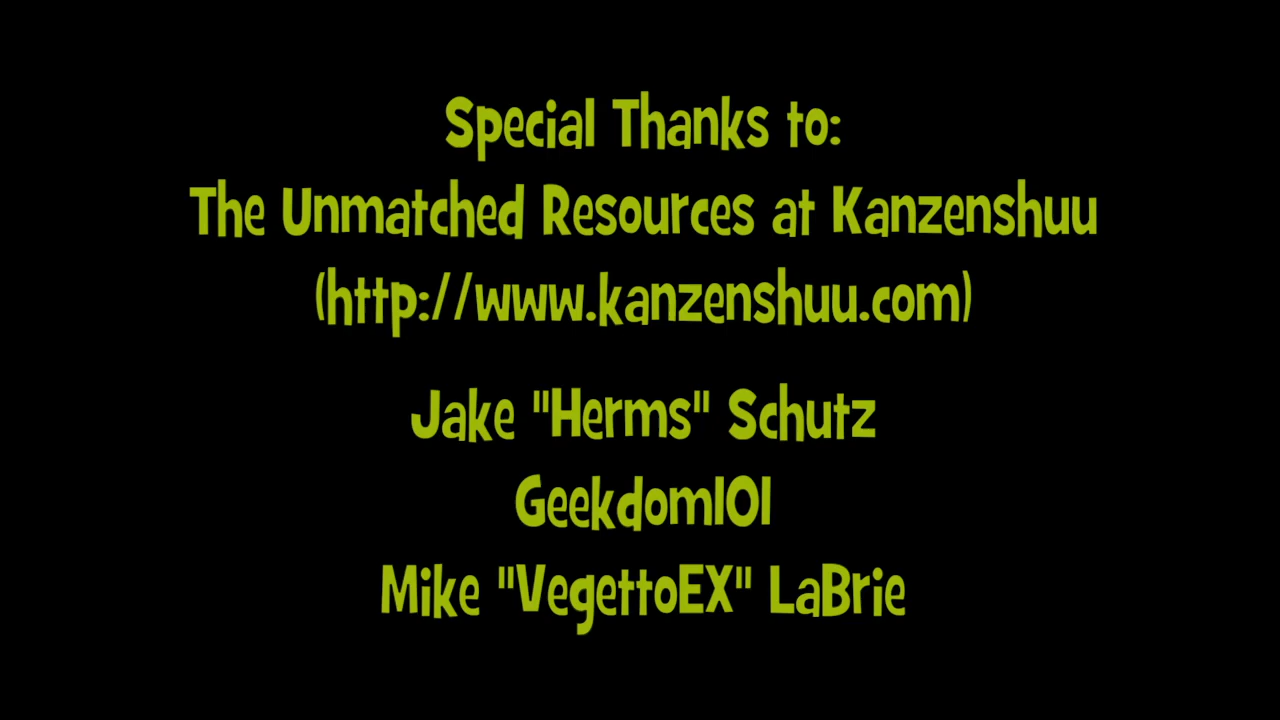 Special Thanks to:
The Unmatched Resources at Kanzenshuu
(http://www.kanzenshuu.com)
Jake "Herms" Schutz
Geekdom101
Mike "VegettoEX" LaBrie